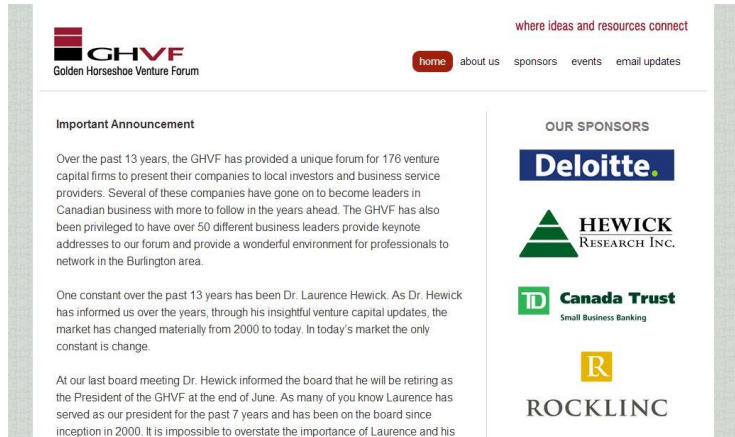 where ideas and resources connect
GHVF
Golden Horseshoe Venture Forum
home about us sponsors events email updates
Important Announcement
Over the past 13 years, the GHVF has provided a unique forum for 176 venture
capital firms to present their companies to local investors and business service
providers. Several of these companies have gone on to become leaders in
Canadian business with more to follow in the years ahead. The GHVF has also
been privileged to have over 50 different business leaders provide keynote
addresses to our forum and provide a wonderful environment for professionals to
network in the Burlington area.
One constant over the past 13 years has been Dr. Laurence Hewick. As Dr. Hewick
has informed us over the years, through his insightful venture capital updates, the
market has changed materially from 2000 to today. In today's market the only
constant is change.
At our last board meeting Dr. Hewick informed the board that he will be retiring as
the President of the GHVF at the end of June. As many of you know Laurence has
served as our president for the past 7 years and has been on the board since
inception in 2000. It is impossible to overstate the importance of Laurence and his
OUR SPONSORS
Deloitte.
HEWICK
RESEARCH INC.
TD Canada Trust
Small Business Banking
R
ROCKLINC